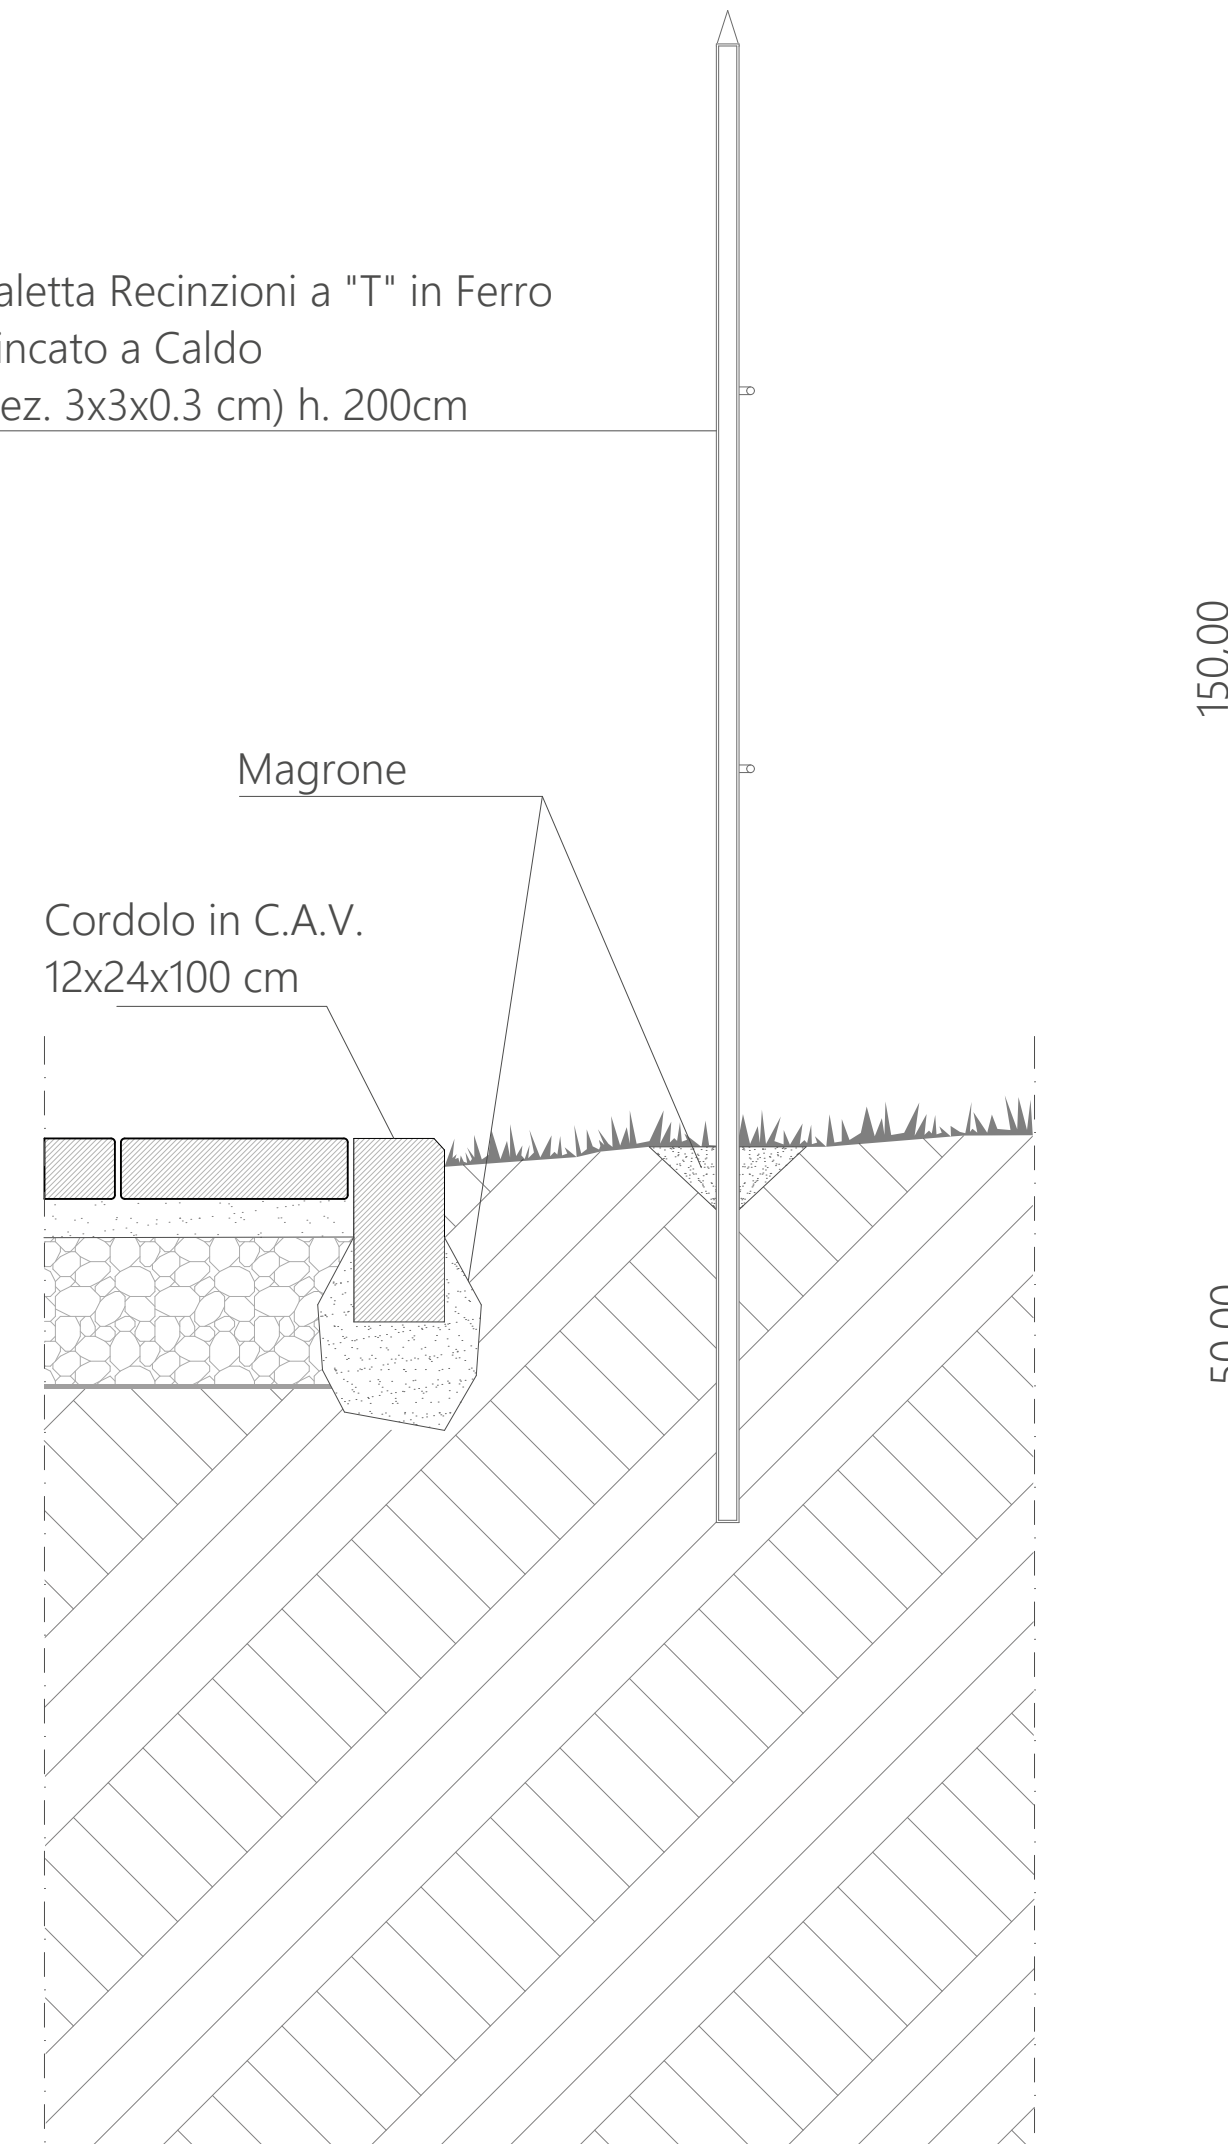 aletta Recinzioni a "T" in Ferro
incato a Caldo
ez. 3x3x0.3 cm) h. 200cm
150,00
Magrone
Cordolo in C.A.V.
12x24x100 cm
50,00